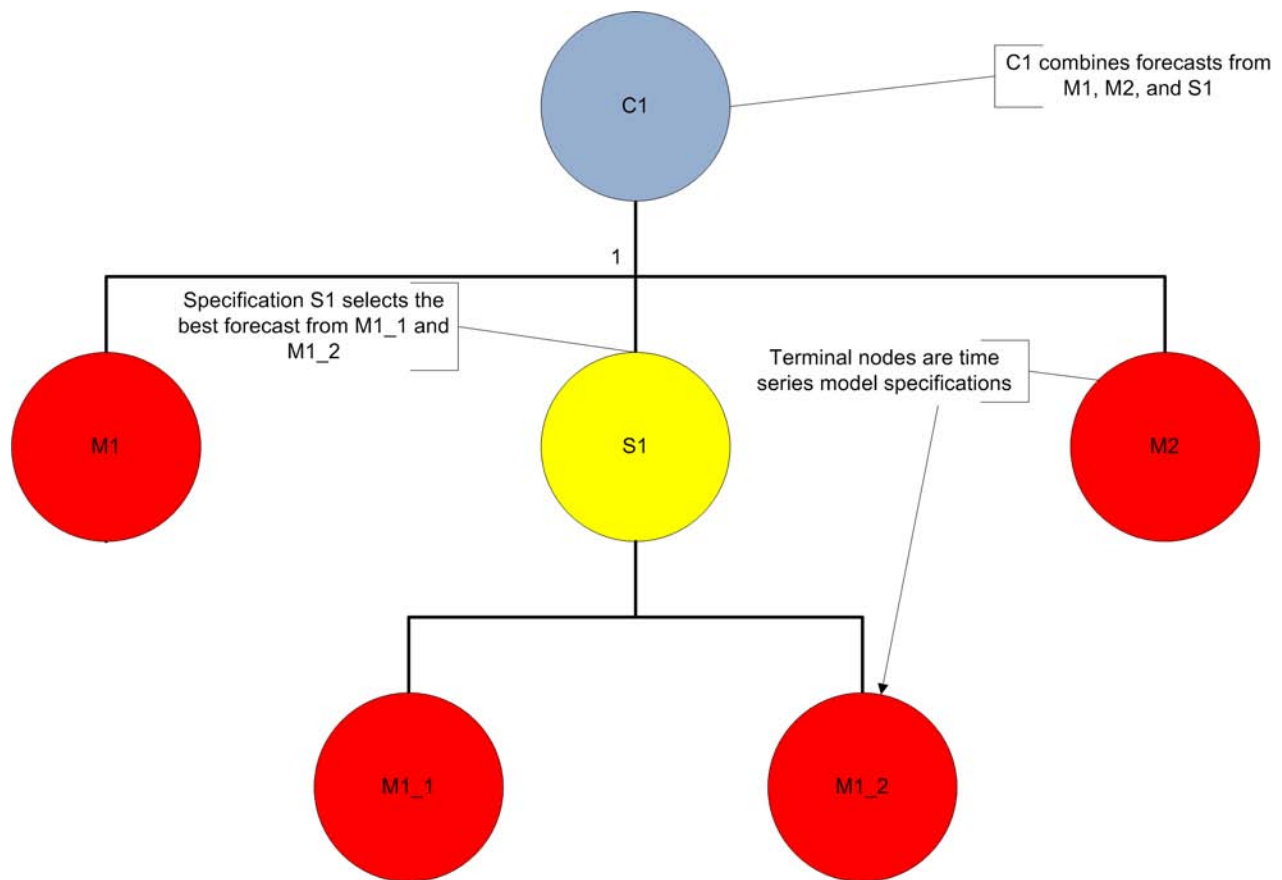 C1
C1 combines forecasts from
M1, M2, and S1
1
Specification S1 selects the
best forecast from M1_1 and
M1_2
Terminal nodes are time
series model specifications
M1
S1
M2
M1_1
M1_2